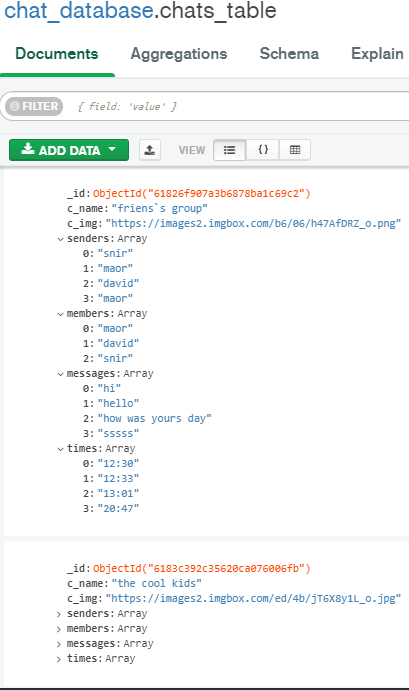 chat_database.chats_table
Documents Aggregations Schema Explain
FILTER { field: 'value' }
ADD DATA VIEW {}
_id: ObjectId("61826f907a3b6878ba1c69c2")
c_name: "friens`s group"
c_img: "https://images2.imgbox.com/b6/06/h47AfDRZ_o.png"
senders: Array
0: "snir"
1: "maor"
2: "david"
3: "maor"
members: Array
0: "maor"
1: "david"
2: "snir"
messages: Array
0: "hi"
1: "hello"
2: "how was yours day"
3: "sssss"
times: Array
0: "12:30"
1: "12:33"
2: "13:01"
3: "20:47"
_id: ObjectId("6183c392c35620ca076006fb")
c_name: "the cool kids"
c_img: "https://images2.imgbox.com/ed/4b/jT6X8y1L_o.jpg"
senders: Array
members: Array
messages: Array
times: Array